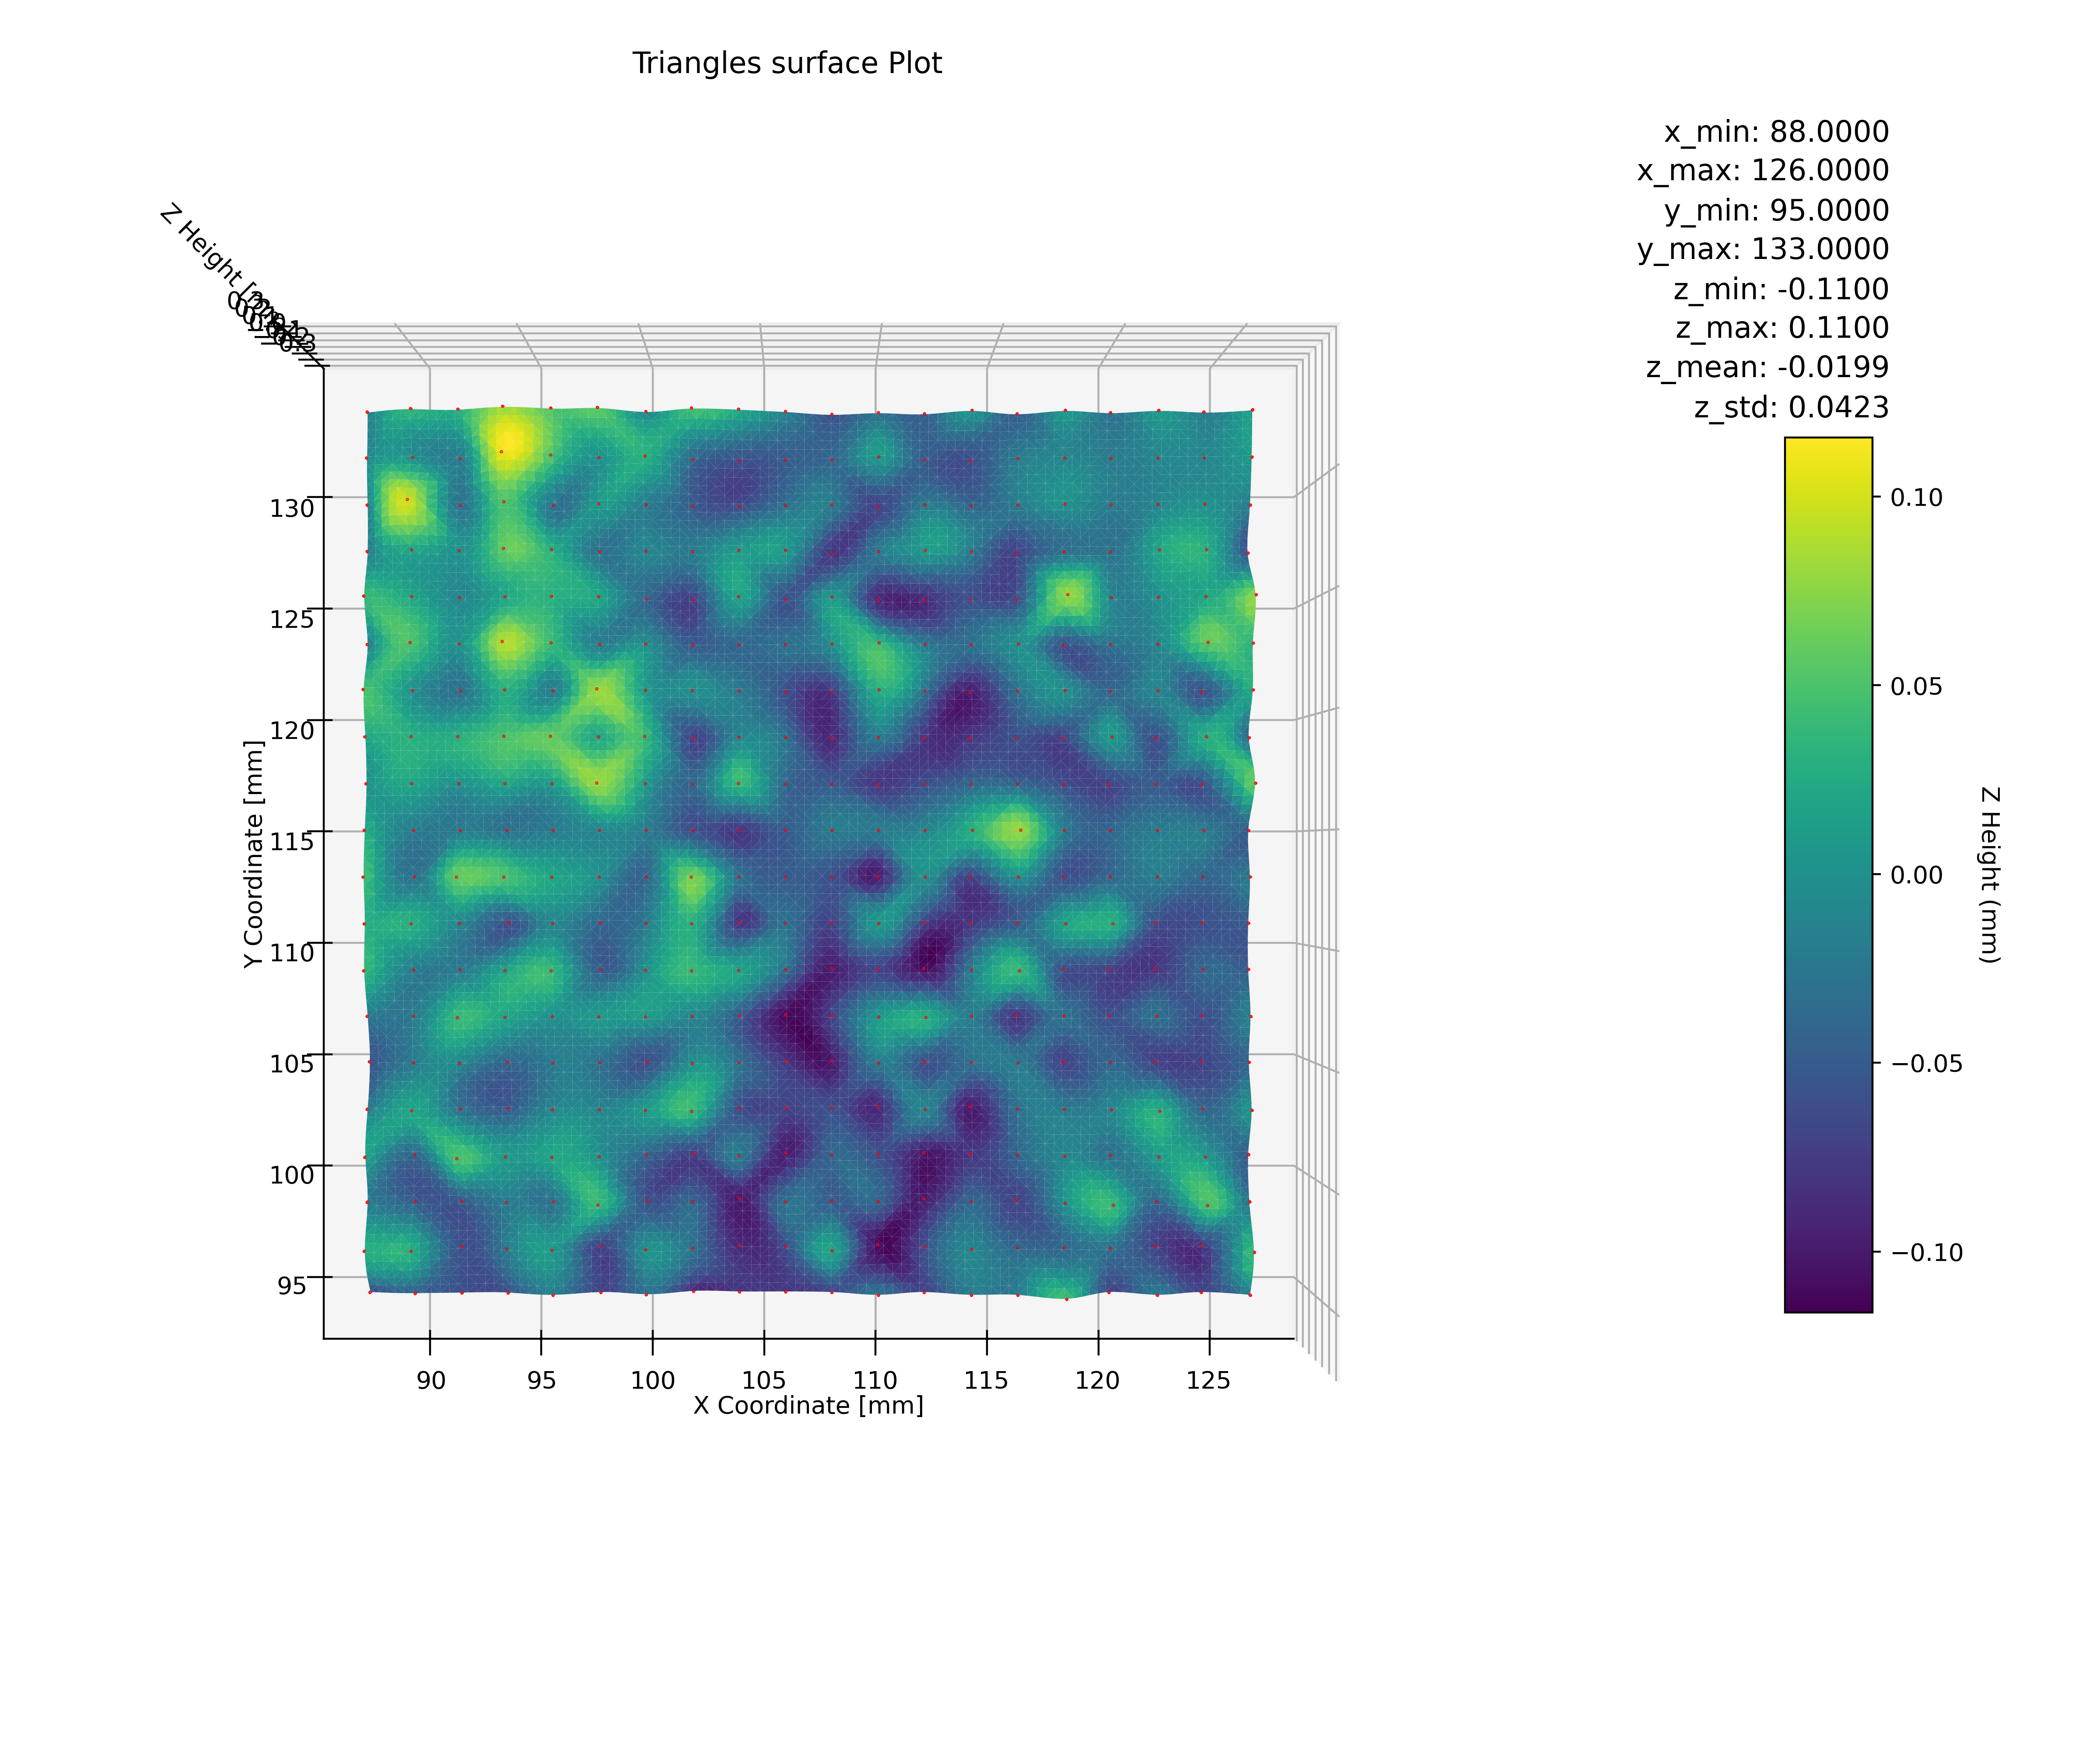 Triangles surface Plot
x_min: 88.0000
x_max: 126.0000
y_min: 95.0000
y_max: 133.0000
z_min: -0.1100
z_max: 0.1100
z_mean: -0.0199
z_std: 0.0423
Z Height
130
125
120
115
110
105
100
95
Y Coordinate [mm]
90 95 100 105 110 115 120 125
X Coordinate [mm]
0.10
0.05
0.00
−0.05
−0.10
Z Height (mm)